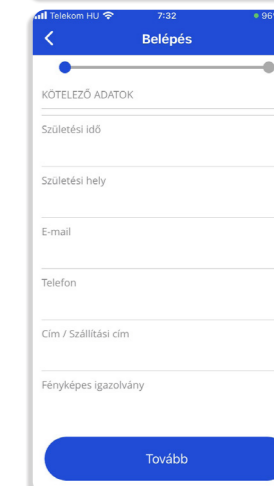 Telekom HU 7:32 96
Belépés
KÖTELEZŐ ADATOK
Születési idő
Születési hely
E-mail
Telefon
Cím / Szállítási cím
Fényképes igazolvány
Tovább